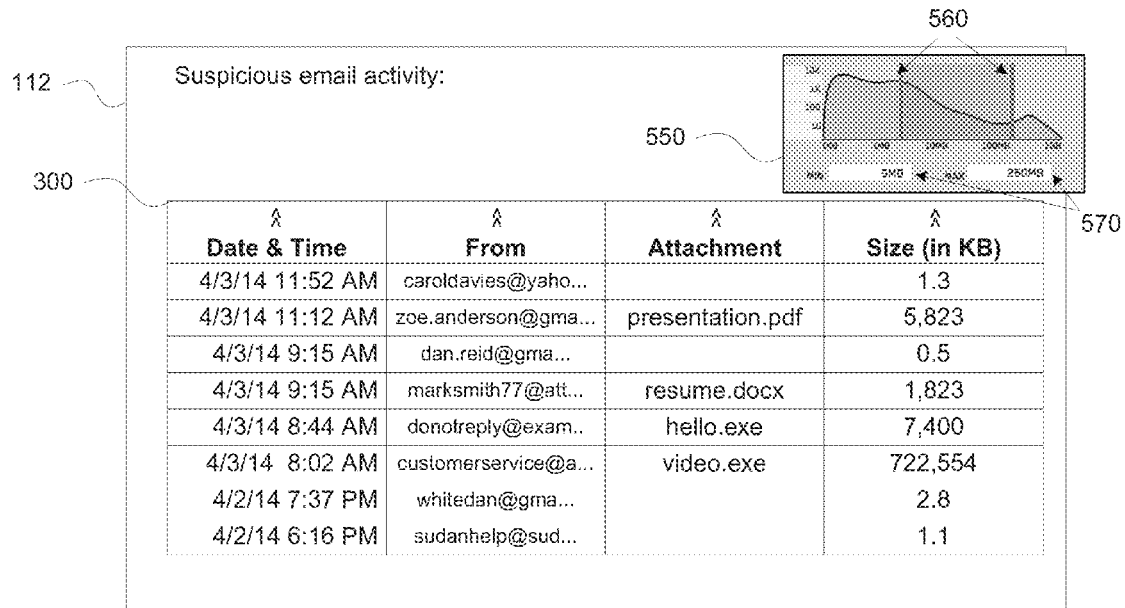 560
112
Suspicious email activity:
550
MIN 5MB MAX 250MB
300
570
Date & Time From Attachment Size (in KB)
4/3/14 11:52 AM caroldavies@yaho... 1.3
4/3/14 11:12 AM zoe.anderson@gma... presentation.pdf 5,823
4/3/14 9:15 AM dan.reid@gma... 0.5
4/3/14 9:15 AM marksmith77@att... resume.docx 1,823
4/3/14 8:44 AM donotreply@exam.. hello.exe 7,400
4/3/14 8:02 AM customerservice@a... video.exe 722,554
4/2/14 7:37 PM whitedan@gma... 2.8
4/2/14 6:16 PM sudanhelp@sud... 1.1